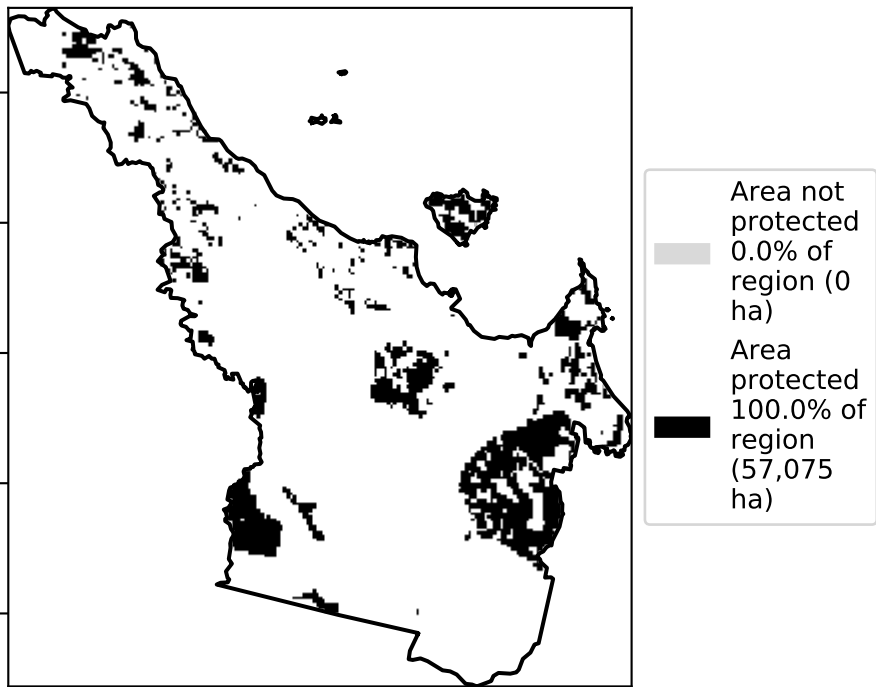 Area not
protected
0.0% of
region (0
ha)
Area
protected
100.0% of
region
(57,075
ha)